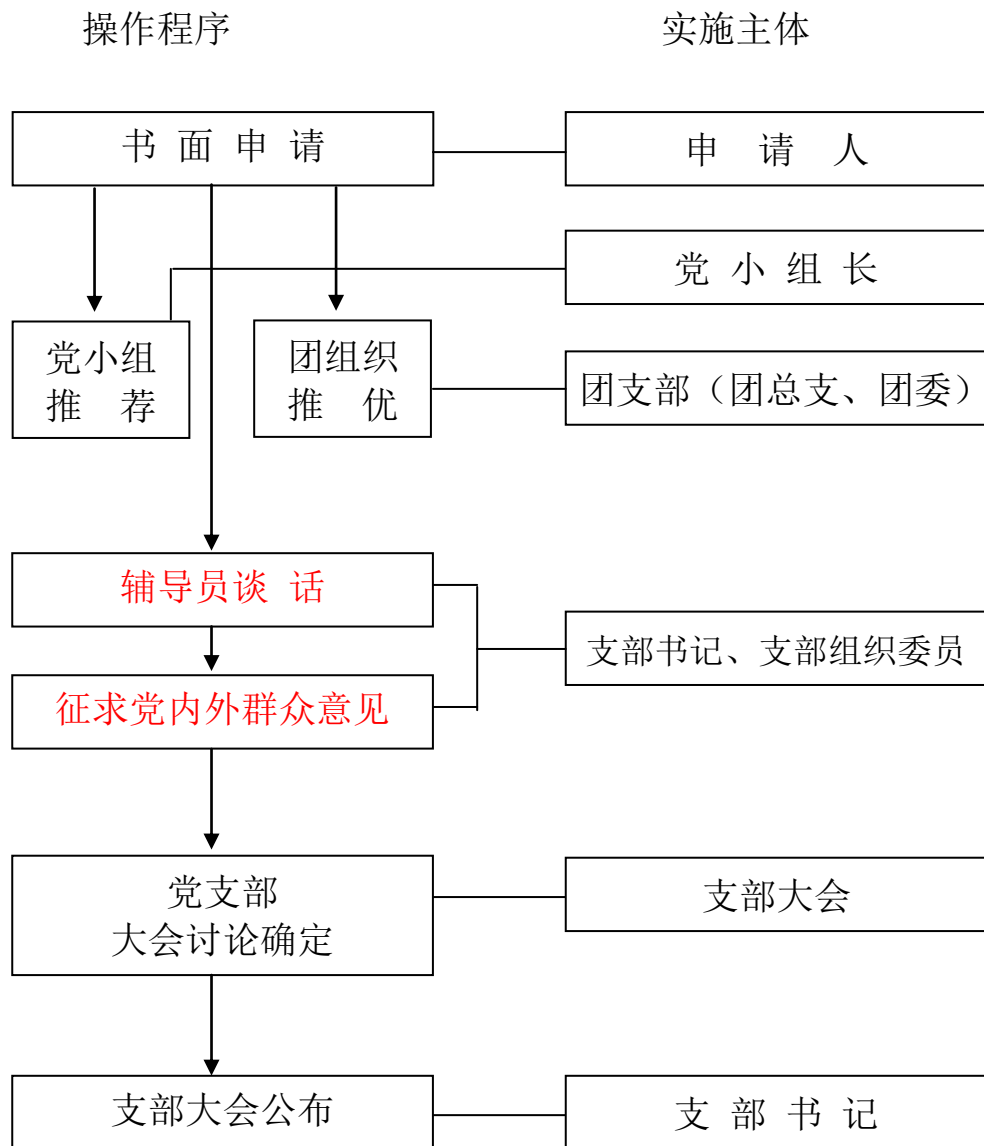 操作程序 实施主体
书 面 申 请
申 请 人
党 小 组 长
党小组
推 荐
团组织
推 优
团支部（团总支、团委）
辅导员谈 话
支部书记、支部组织委员
征求党内外群众意见
党支部
大会讨论确定
支部大会
支部大会公布
支 部 书 记